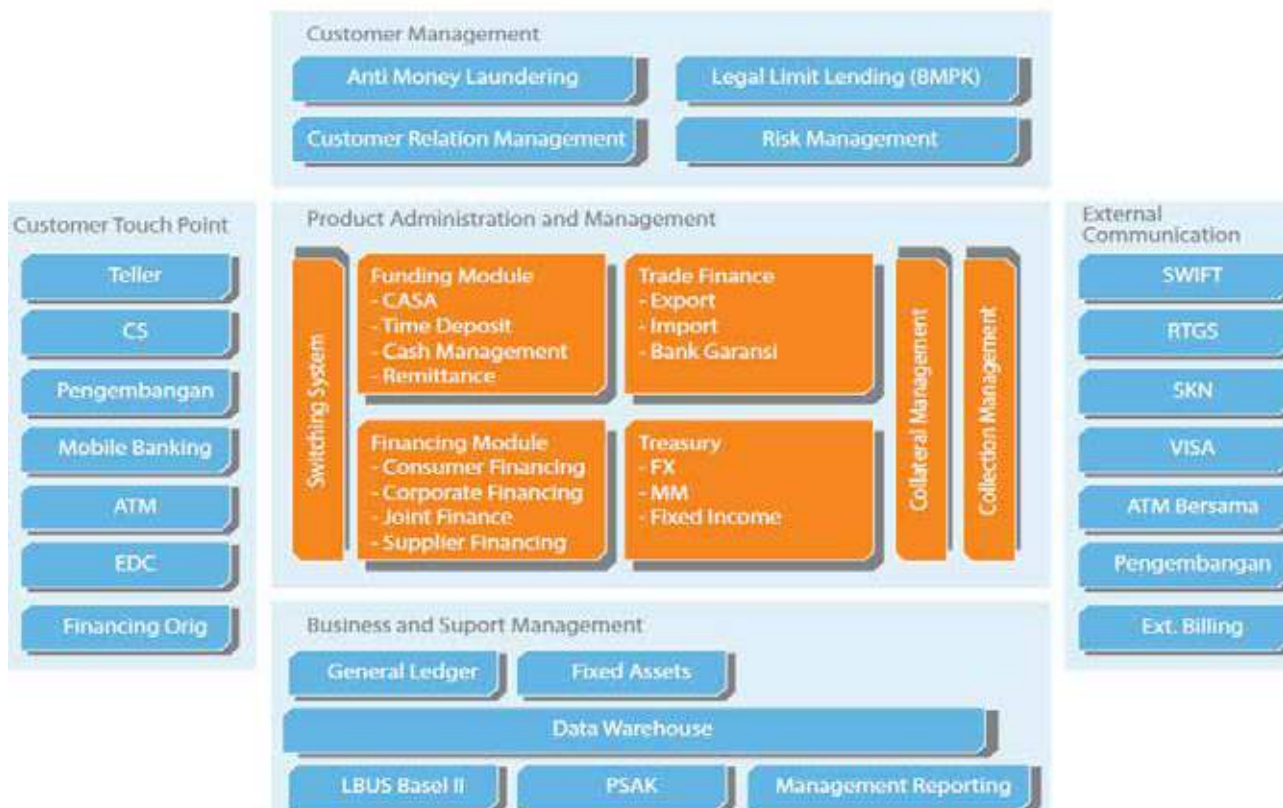 Customer Management
Anti Money Laundering
Legal Limit Lending (BMPK)
Customer Relation Management
Risk Management
Customer Touch Point
Teller
CS
Pengembangan
Mobile Banking
ATM
EDC
Financing Orig
Product Administration and Management
Switching System
Funding Module
- CASA
- Time Deposit
- Cash Management
- Remittance
Trade Finance
- Export
- Import
- Bank Garansi
Financing Module
- Consumer Financing
- Corporate Financing
- Joint Finance
- Supplier Financing
Treasury
- FX
- MM
- Fixed Income
Collateral Management
Collection Management
External
Communication
SWIFT
RTGS
SKN
VISA
ATM Bersama
Pengembangan
Ext. Billing
Business and Suport Management
General Ledger
Fixed Assets
Data Warehouse
LBUS Basel II
PSAK
Management Reporting